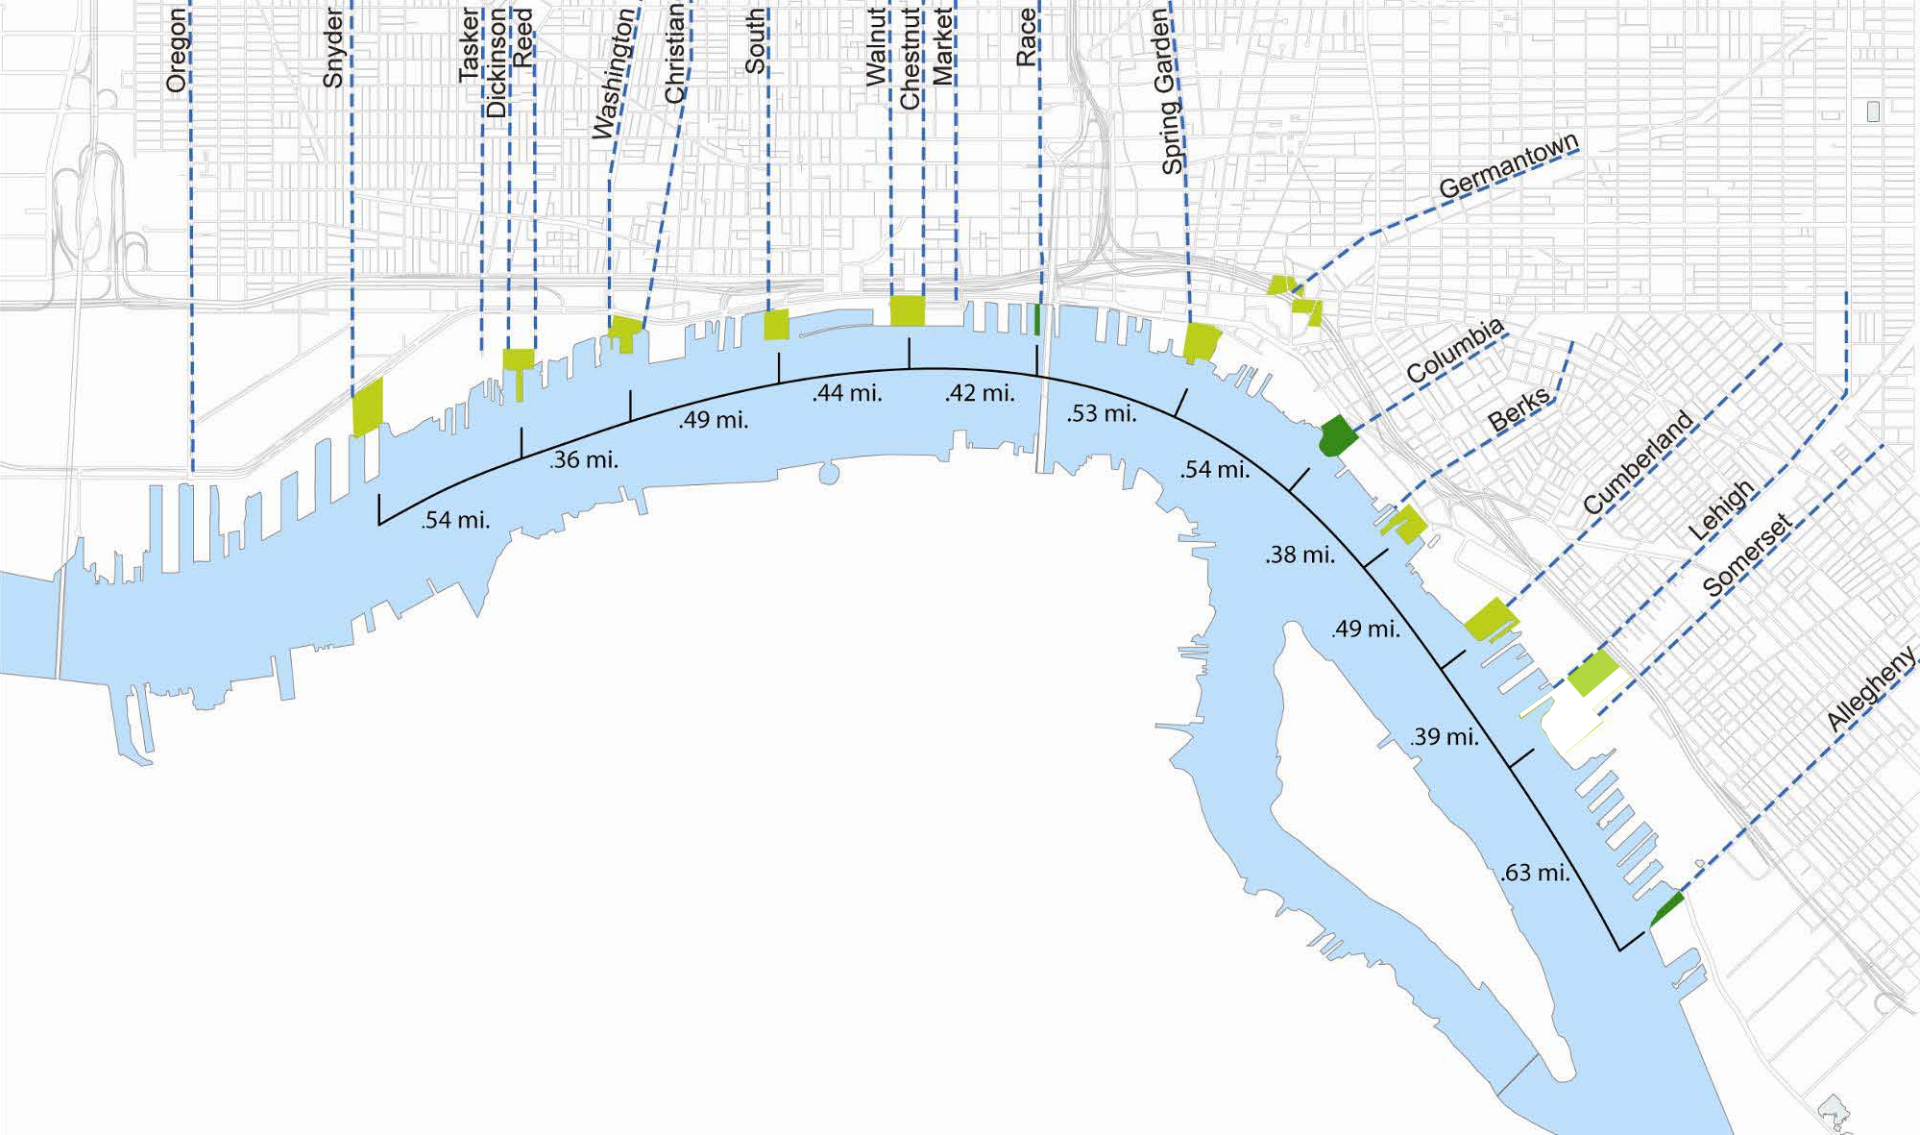 Oregon
Snyder
Tasker
Dickinson
Reed
Washington
Christian
South
Walnut
Chestnut
Market
Race
Spring Garden
Germantown
Columbia
Berks
Cumberland
Lehigh
Somerset
Allegheny
.54 mi.
.36 mi.
.49 mi.
.44 mi.
.42 mi.
.53 mi.
.54 mi.
.38 mi.
.49 mi.
.39 mi.
.63 mi.